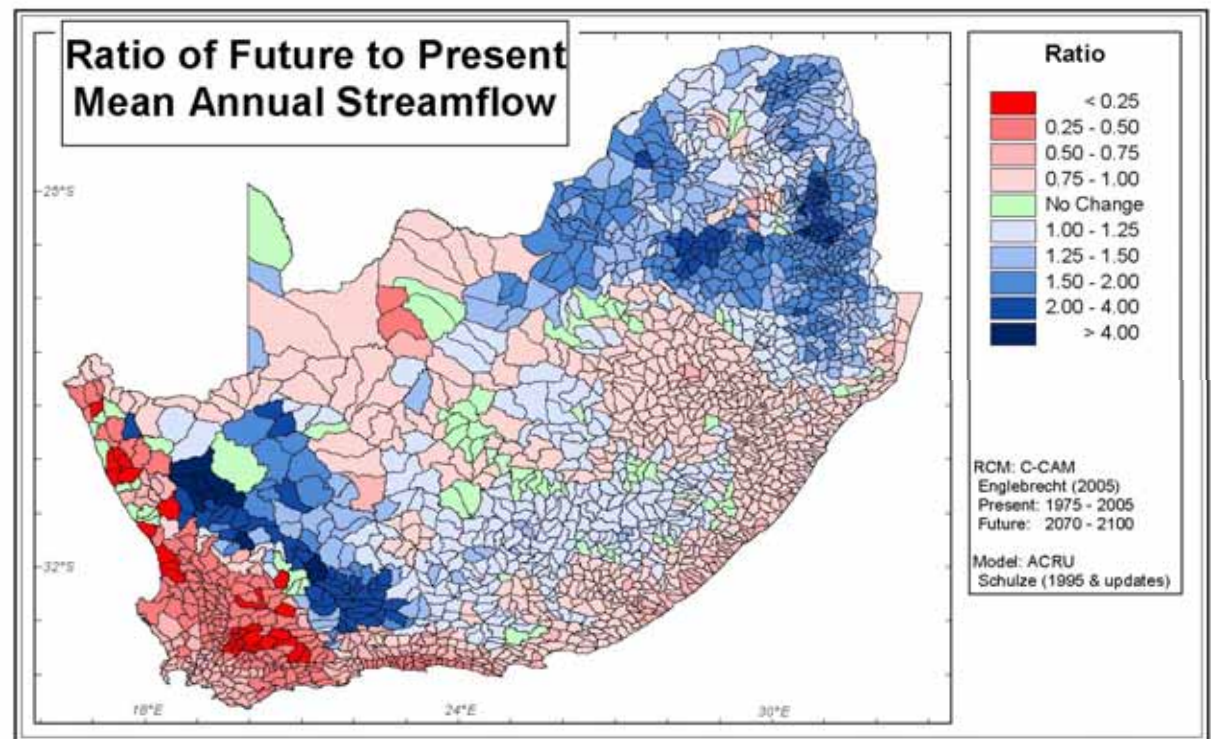 Ratio of Future to Present
Mean Annual Streamflow
Ratio
< 0.25
0.25 - 0.50
0.50 - 0.75
0.75 - 1.00
No Change
1.00 - 1.25
1.25 - 1.50
1.50 - 2.00
2.00 - 4.00
> 4.00
RCM: C-CAM
Englebrecht (2005)
Present: 1975 - 2005
Future: 2070 - 2100
Model: ACRU
Schulze (1995 & updates)
32°S
18°E
24°E
30°E